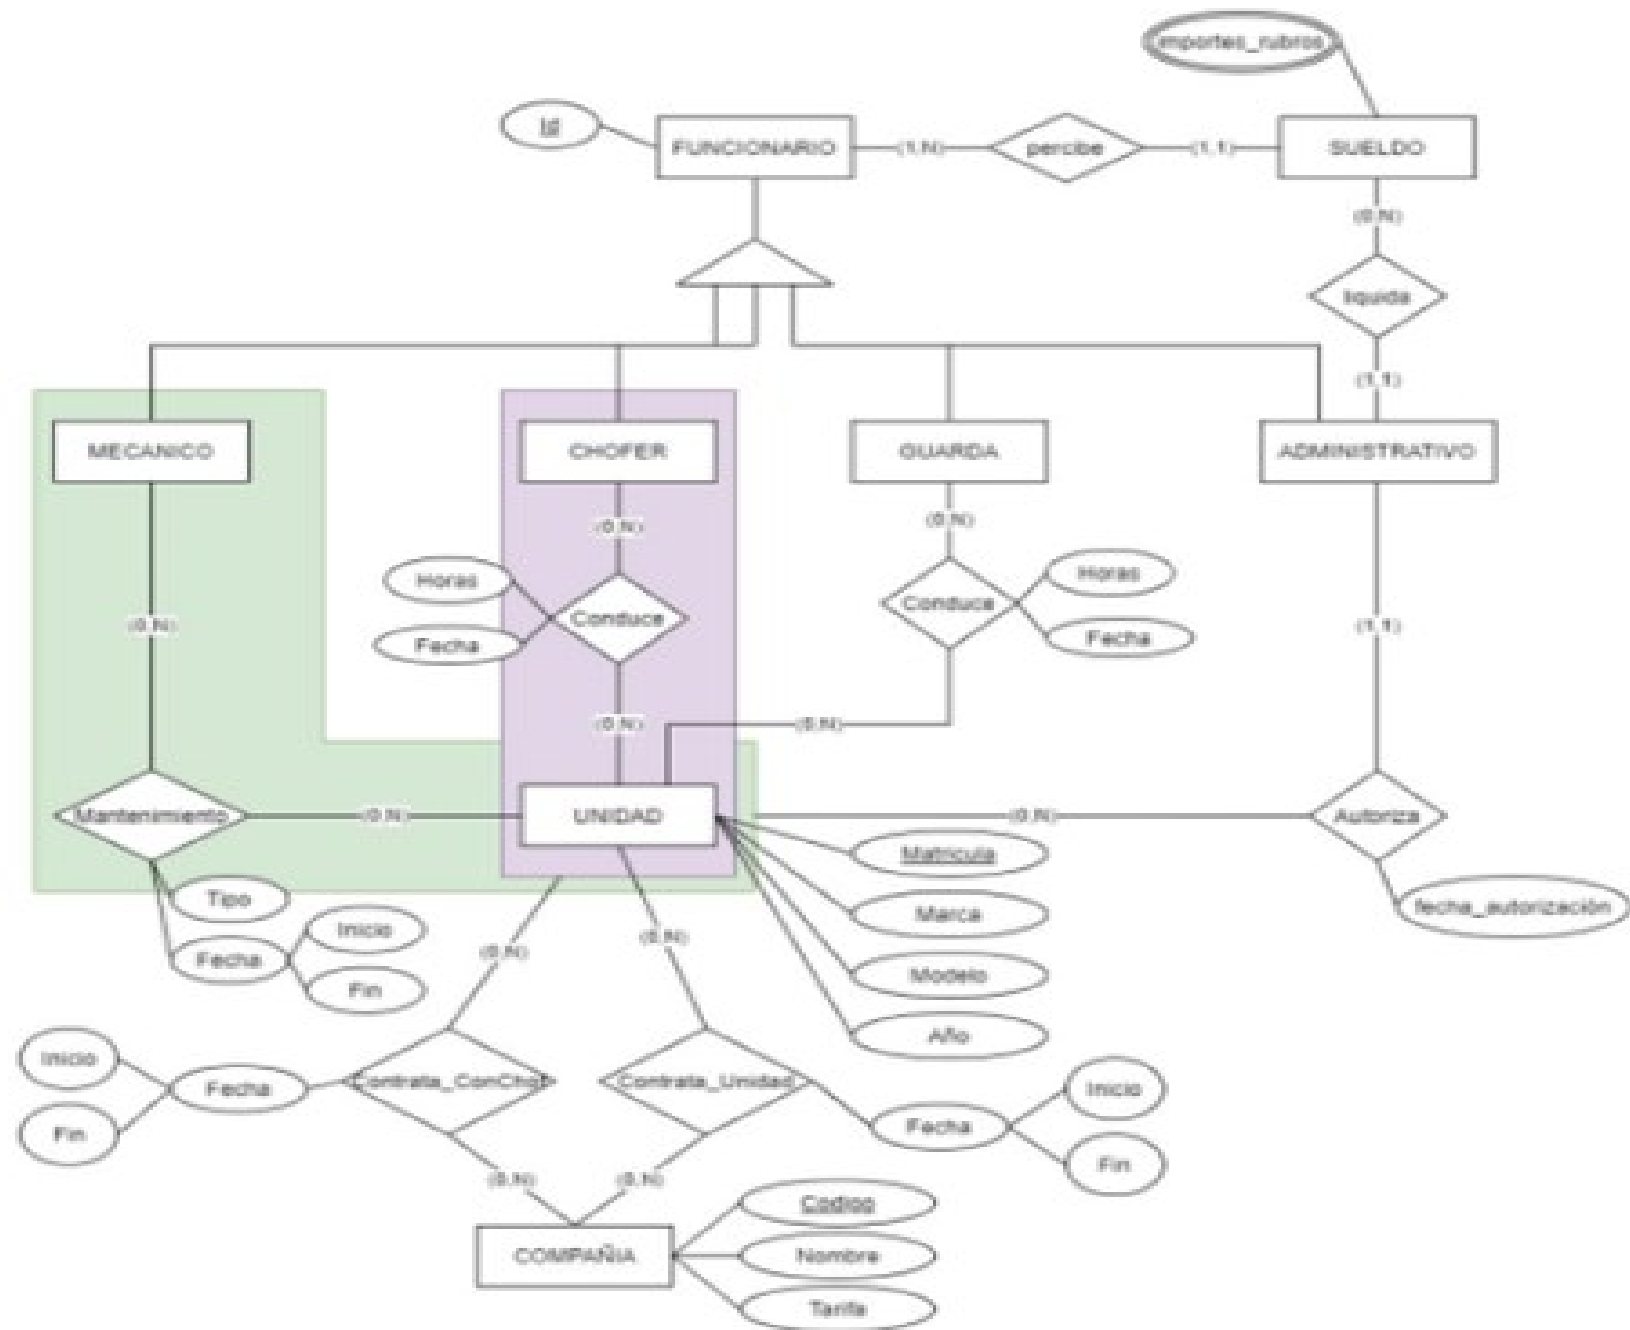 importes_rubros
Id
FUNCIONARIO
(1,N)
percibe
(1,1)
SUELDO
(0,N)
liquida
(1,1)
MECANICO
CHOFER
GUARDA
ADMINISTRATIVO
(0,N)
(0,N)
Horas
Fecha
Conduce
Conduce
Horas
Fecha
(0,N)
(1,1)
(0,N)
(0,N)
Mantenimiento
(0,N)
UNIDAD
(0,N)
Autoriza
Matricula
Marca
Modelo
Año
fecha_autorización
Tipo
Fecha
Inicio
Fin
(0,N)
(0,N)
Inicio
Fin
Fecha
Contrata_ConChof
Contrata_Unidad
Fecha
Inicio
Fin
(0,N)
(0,N)
COMPAÑIA
Codigo
Nombre
Tarifa